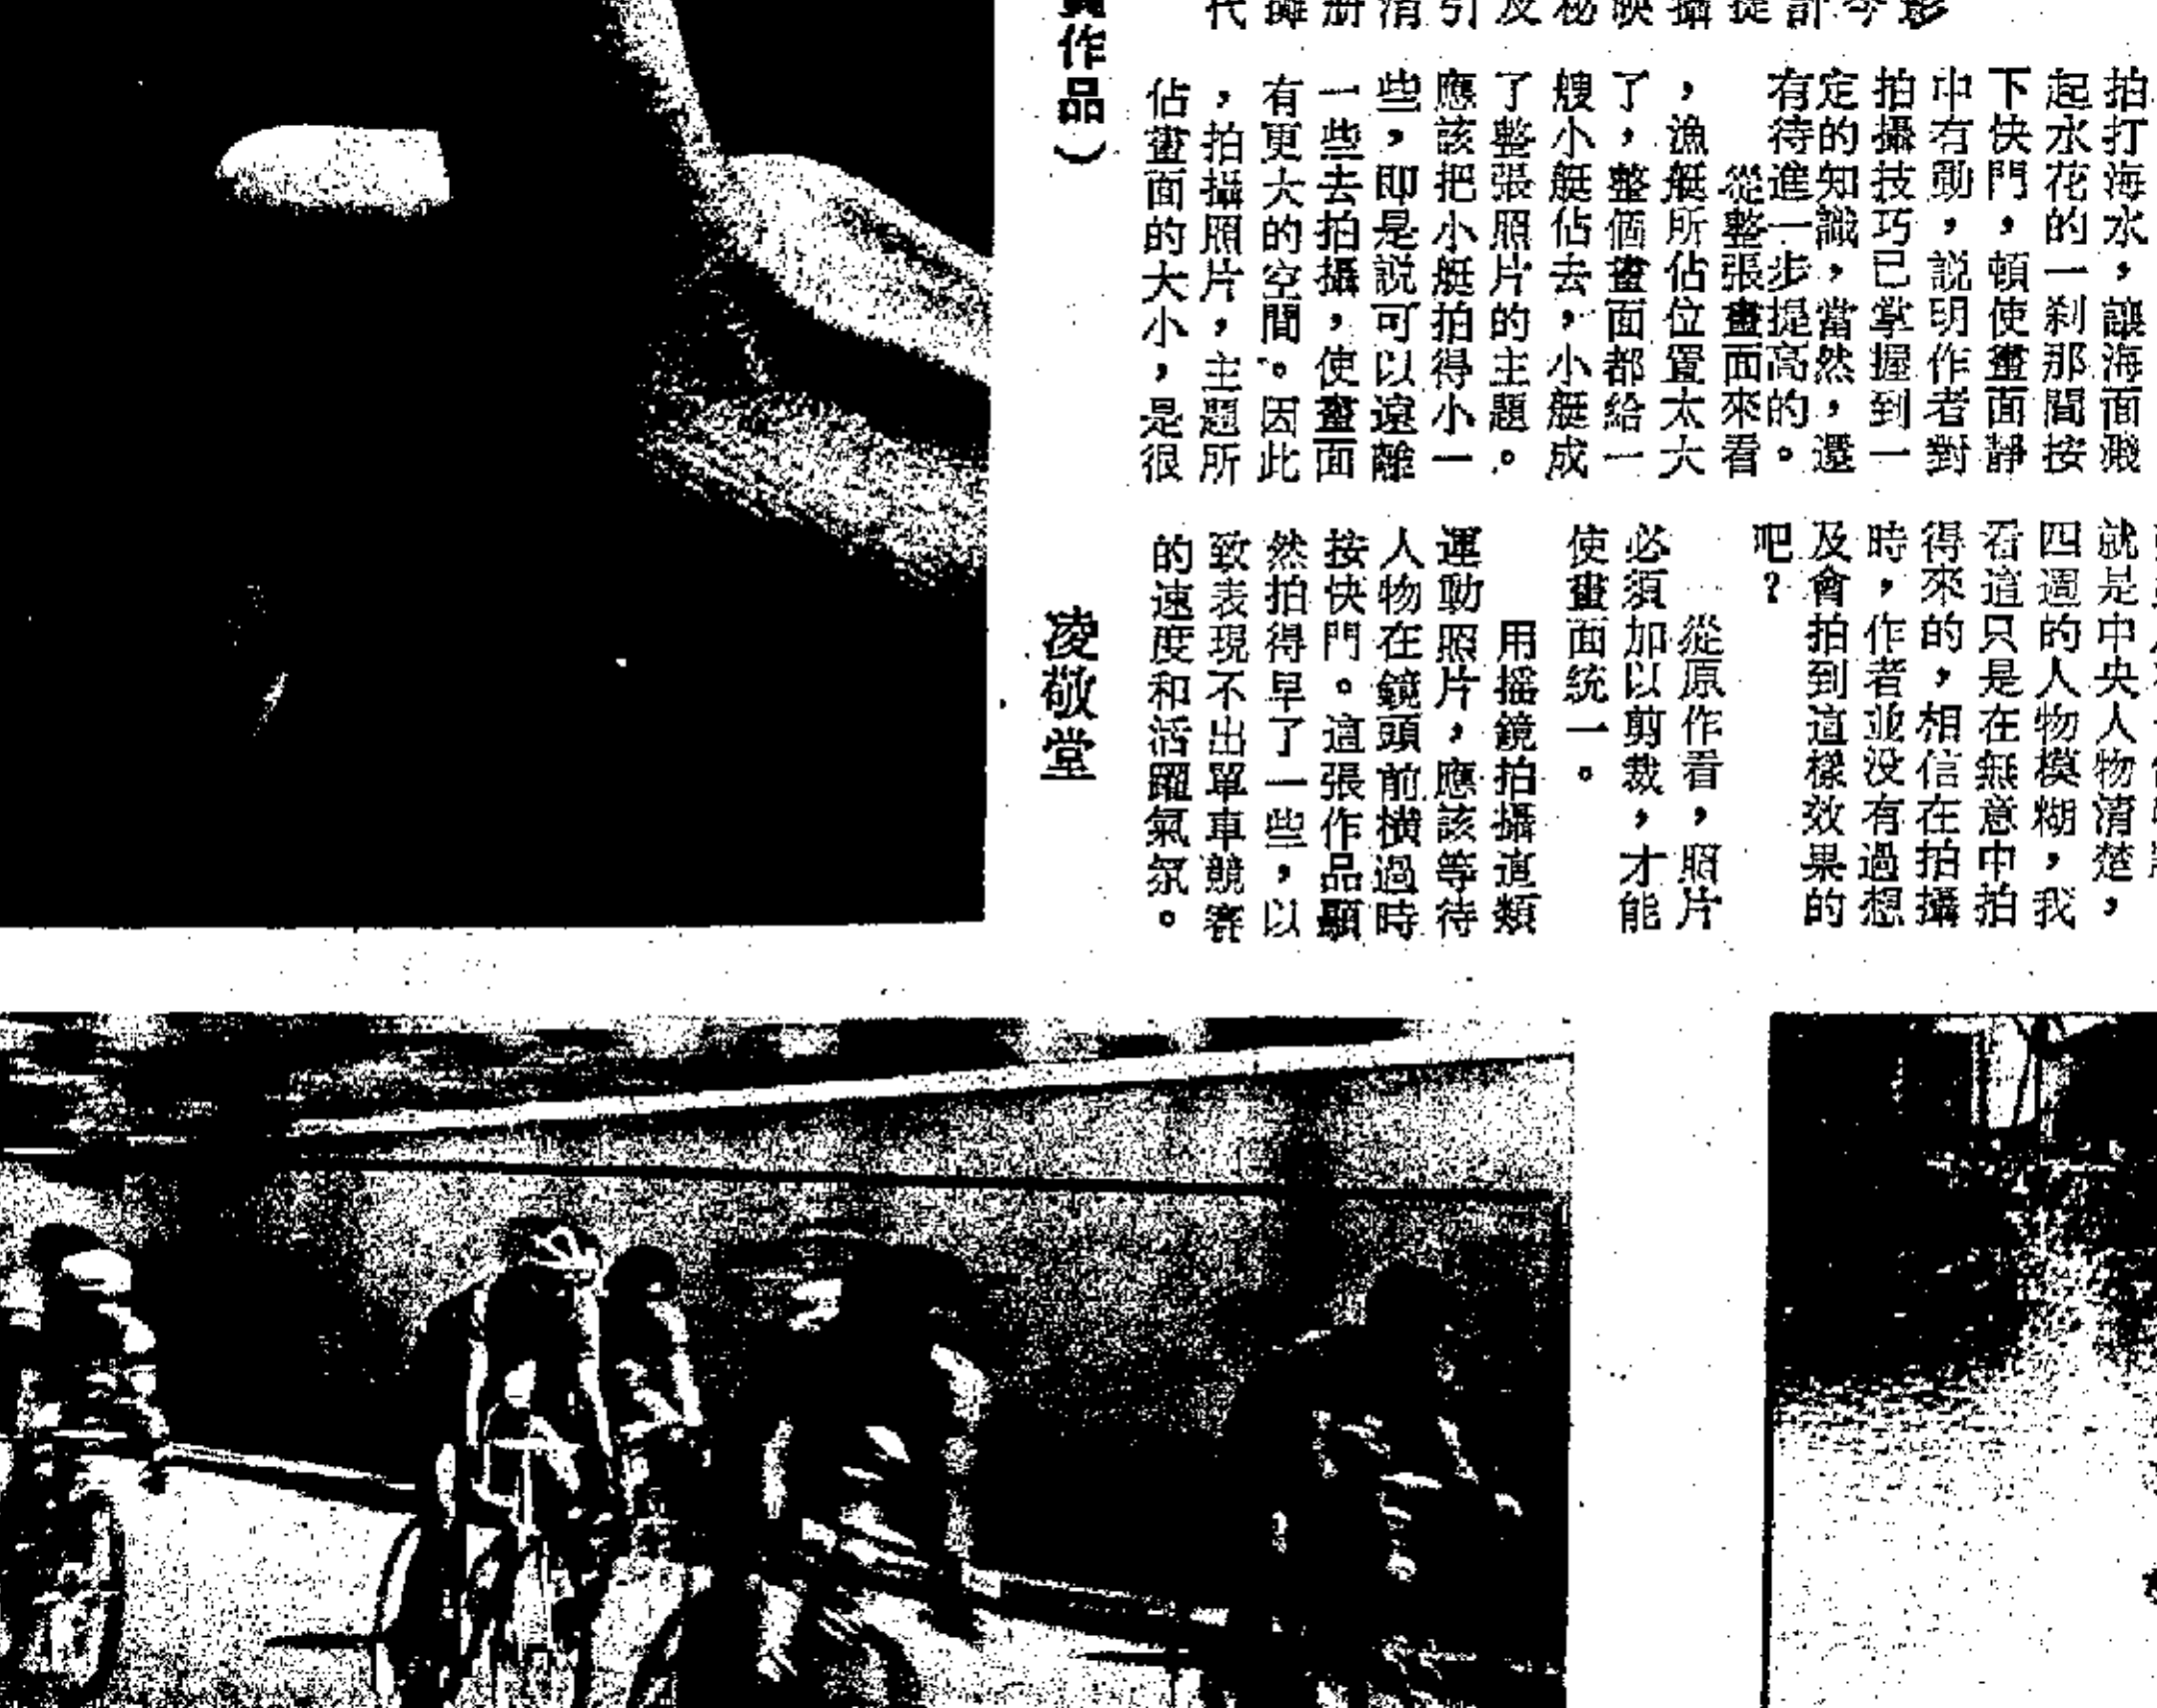 拍打海水，讓海面濺
起水花的一刹那間按
下快門，頓使畫面靜
中有動，説明作者對
拍攝技巧已掌握到一
定的知識，當然，還
有待進一步提高的。
從整張畫面來看
，漁艇所佔位置太大
了，整個畫面都給一
艘小艇佔去，小艇成
了整張照片的主題。
應該把小艇拍得小一
些，即是説可以遠離
一些去拍攝，使畫面
有更大的空間。因此
，拍攝照片，主題所
佔畫面的大小，是很
作品）
就是中央人物清楚，
四週的人物模糊，我
看這只是在無意中拍
得來的，相信在拍攝
時，作者並没有過想
及會拍到這樣效果的
吧？
從原作看，照片
必須加以剪裁，才能
使畫面統一。
用摇鏡拍攝這類
運動照片，應該等待
人物在鏡頭前横過時
按快門。這張作品顯
然拍得早了一些，以
致表現不出單車競賽
的速度和活躍氣氛。
凌敬堂